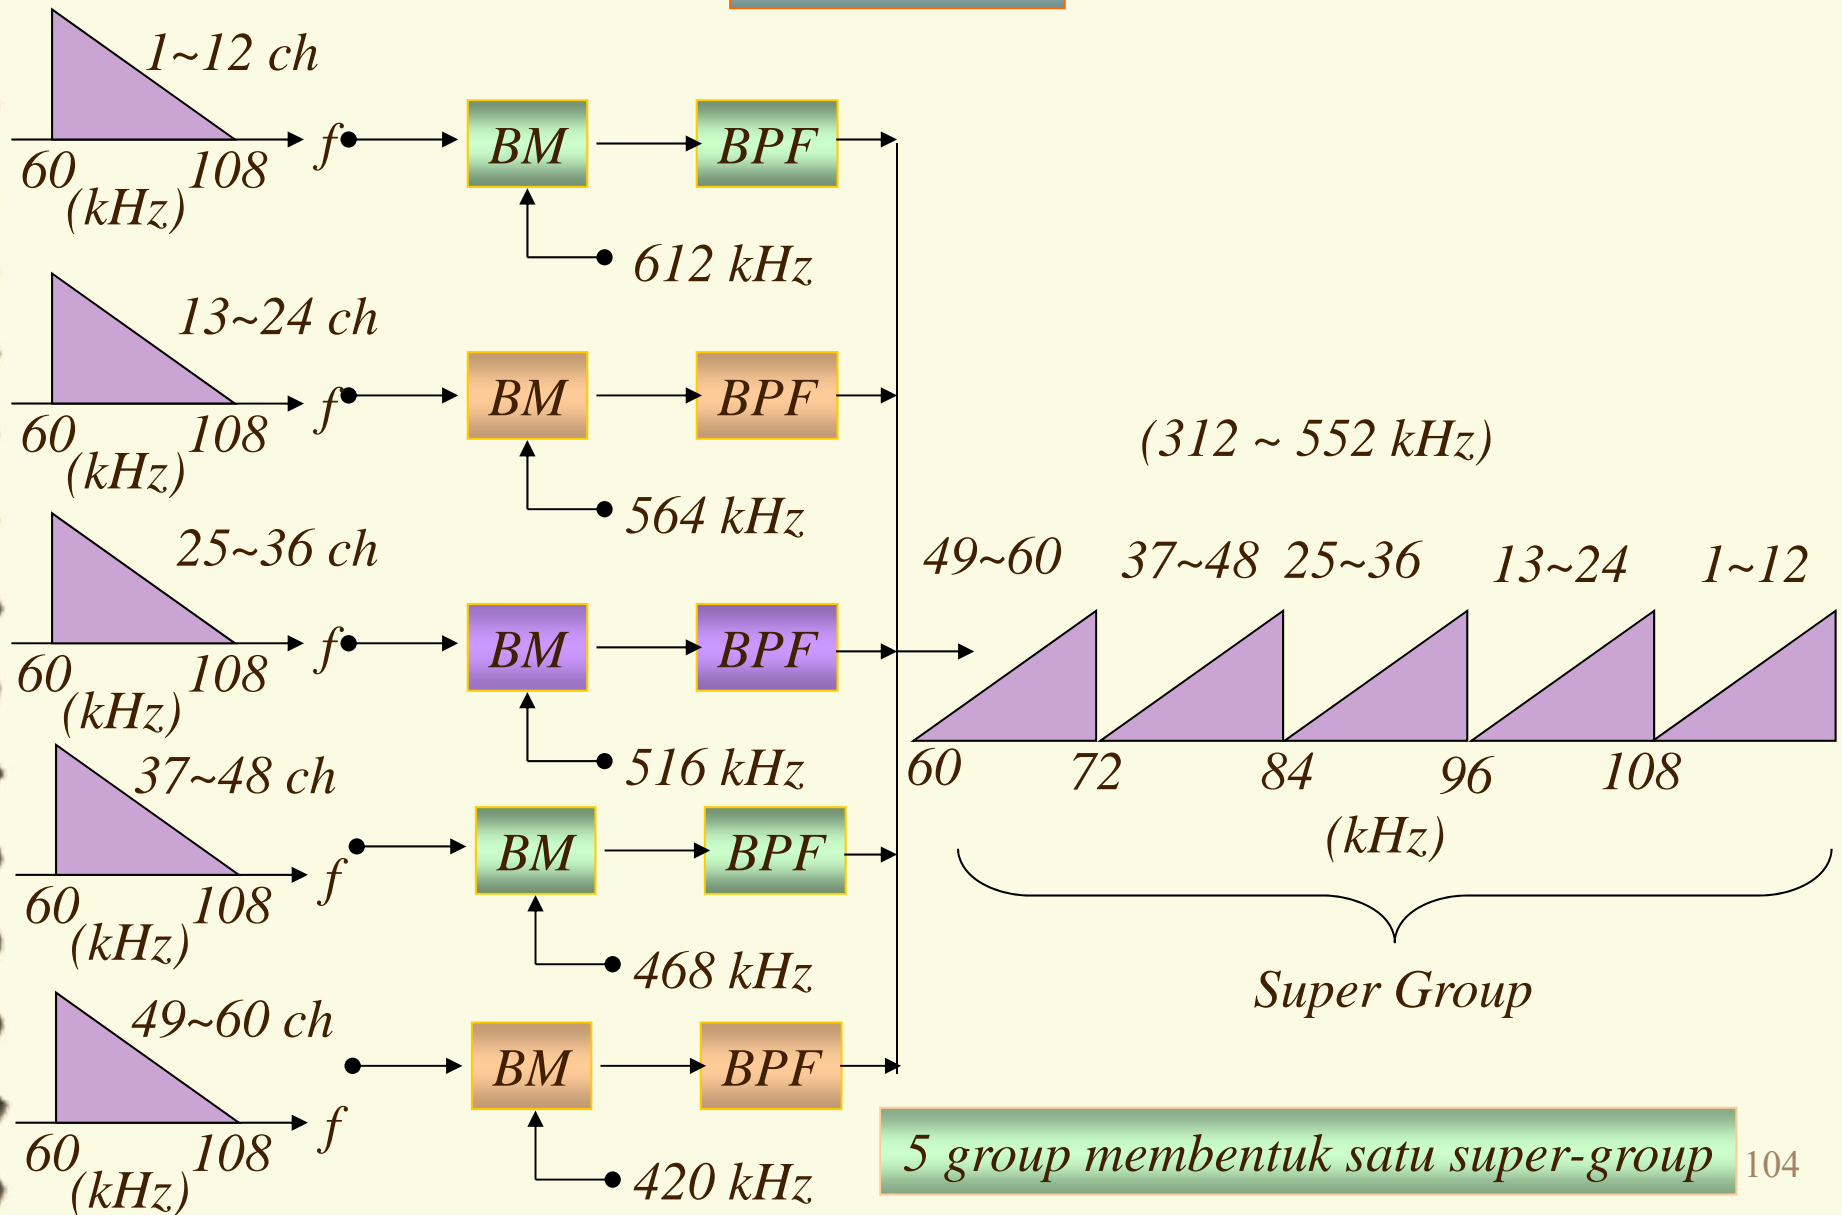 1~12 ch
f
60
108
(kHz)
BM
BPF
612 kHz
13~24 ch
f
60
108
(kHz)
BM
BPF
564 kHz
25~36 ch
f
60
108
(kHz)
BM
BPF
516 kHz
37~48 ch
f
60
108
(kHz)
BM
BPF
468 kHz
49~60 ch
f
60
108
(kHz)
BM
BPF
420 kHz
(312 ~ 552 kHz)
49~60 37~48 25~36 13~24 1~12
60 72 84 96 108
(kHz)
Super Group
5 group membentuk satu super-group
104